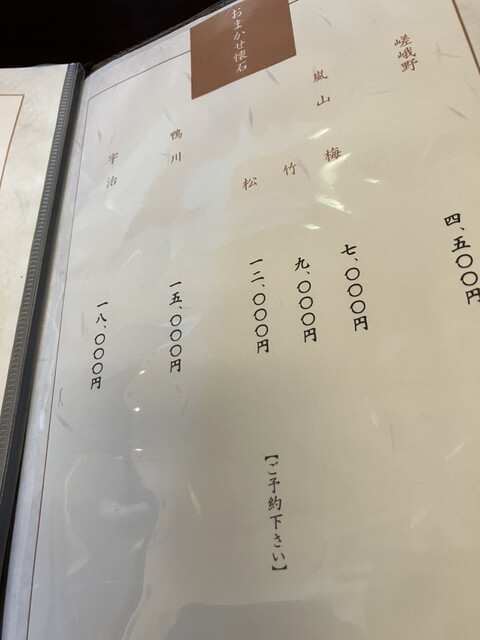 おまかせ懐石
嵯峨野 四、五〇〇円
嵐山
梅 七、〇〇〇円
竹 九、〇〇〇円
松 一二、〇〇〇円
鴨川 一五、〇〇〇円
宇治 一八、〇〇〇円
【ご予約下さい】